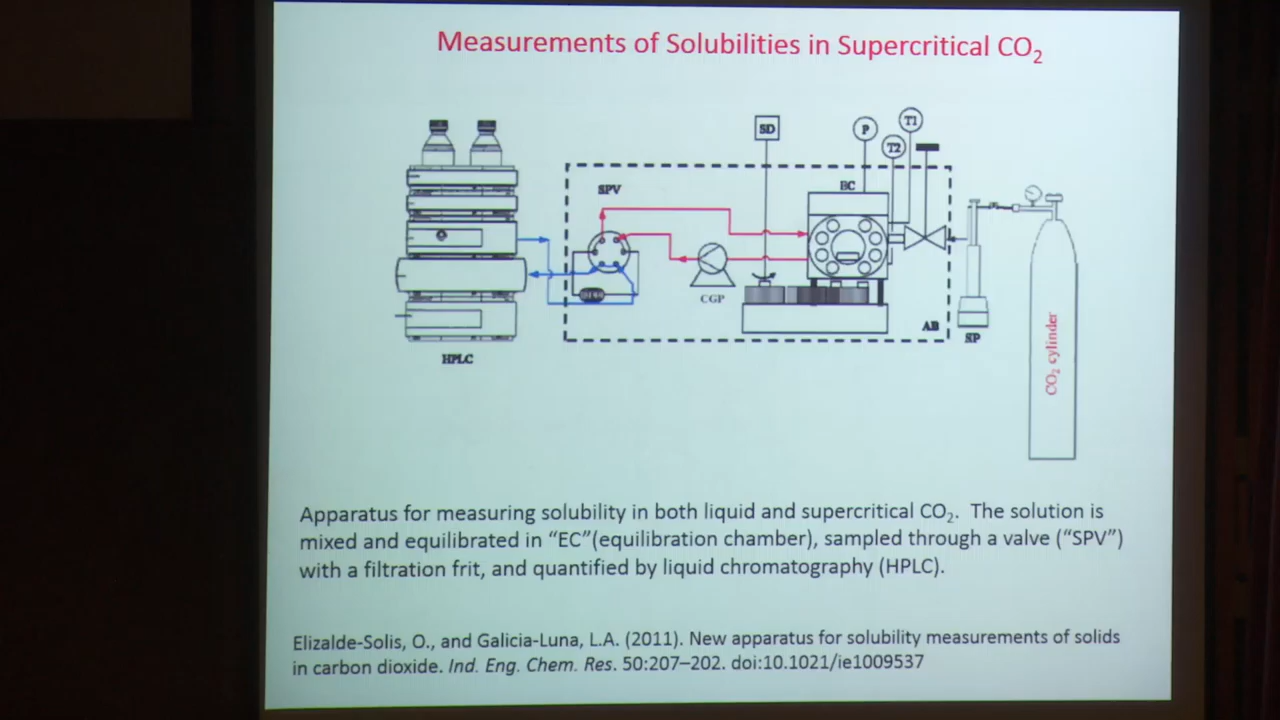 Measurements of Solubilities in Supercritical CO2
SD
P
T1
T2
SPV
EC
CGP
AB
SP
HPLC
CO2 cylinder
Apparatus for measuring solubility in both liquid and supercritical CO2. The solution is
mixed and equilibrated in “EC”(equilibration chamber), sampled through a valve (“SPV”)
with a filtration frit, and quantified by liquid chromatography (HPLC).
Elizalde-Solis, O., and Galicia-Luna, L.A. (2011). New apparatus for solubility measurements of solids
in carbon dioxide. Ind. Eng. Chem. Res. 50:207–202. doi:10.1021/ie1009537